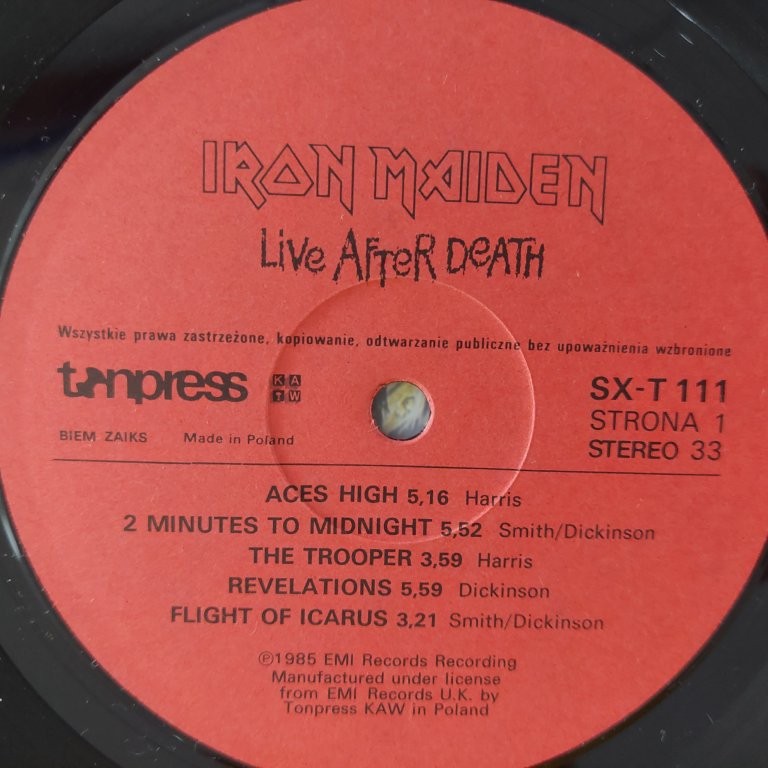 IRON MAIDEN
Live After Death
Wszystkie prawa zastrzeżone, kopiowanie, odtwarzanie publiczne bez upoważnienia wzbronione
tonpress KAW
SX-T 111
STRONA 1
BIEM ZAIKS Made in Poland
STEREO 33
ACES HIGH 5,16 Harris
2 MINUTES TO MIDNIGHT 5,52 Smith/Dickinson
THE TROOPER 3,59 Harris
REVELATIONS 5,59 Dickinson
FLIGHT OF ICARUS 3,21 Smith/Dickinson
℗1985 EMI Records Recording
Manufactured under license
from EMI Records U.K. by
Tonpress KAW in Poland